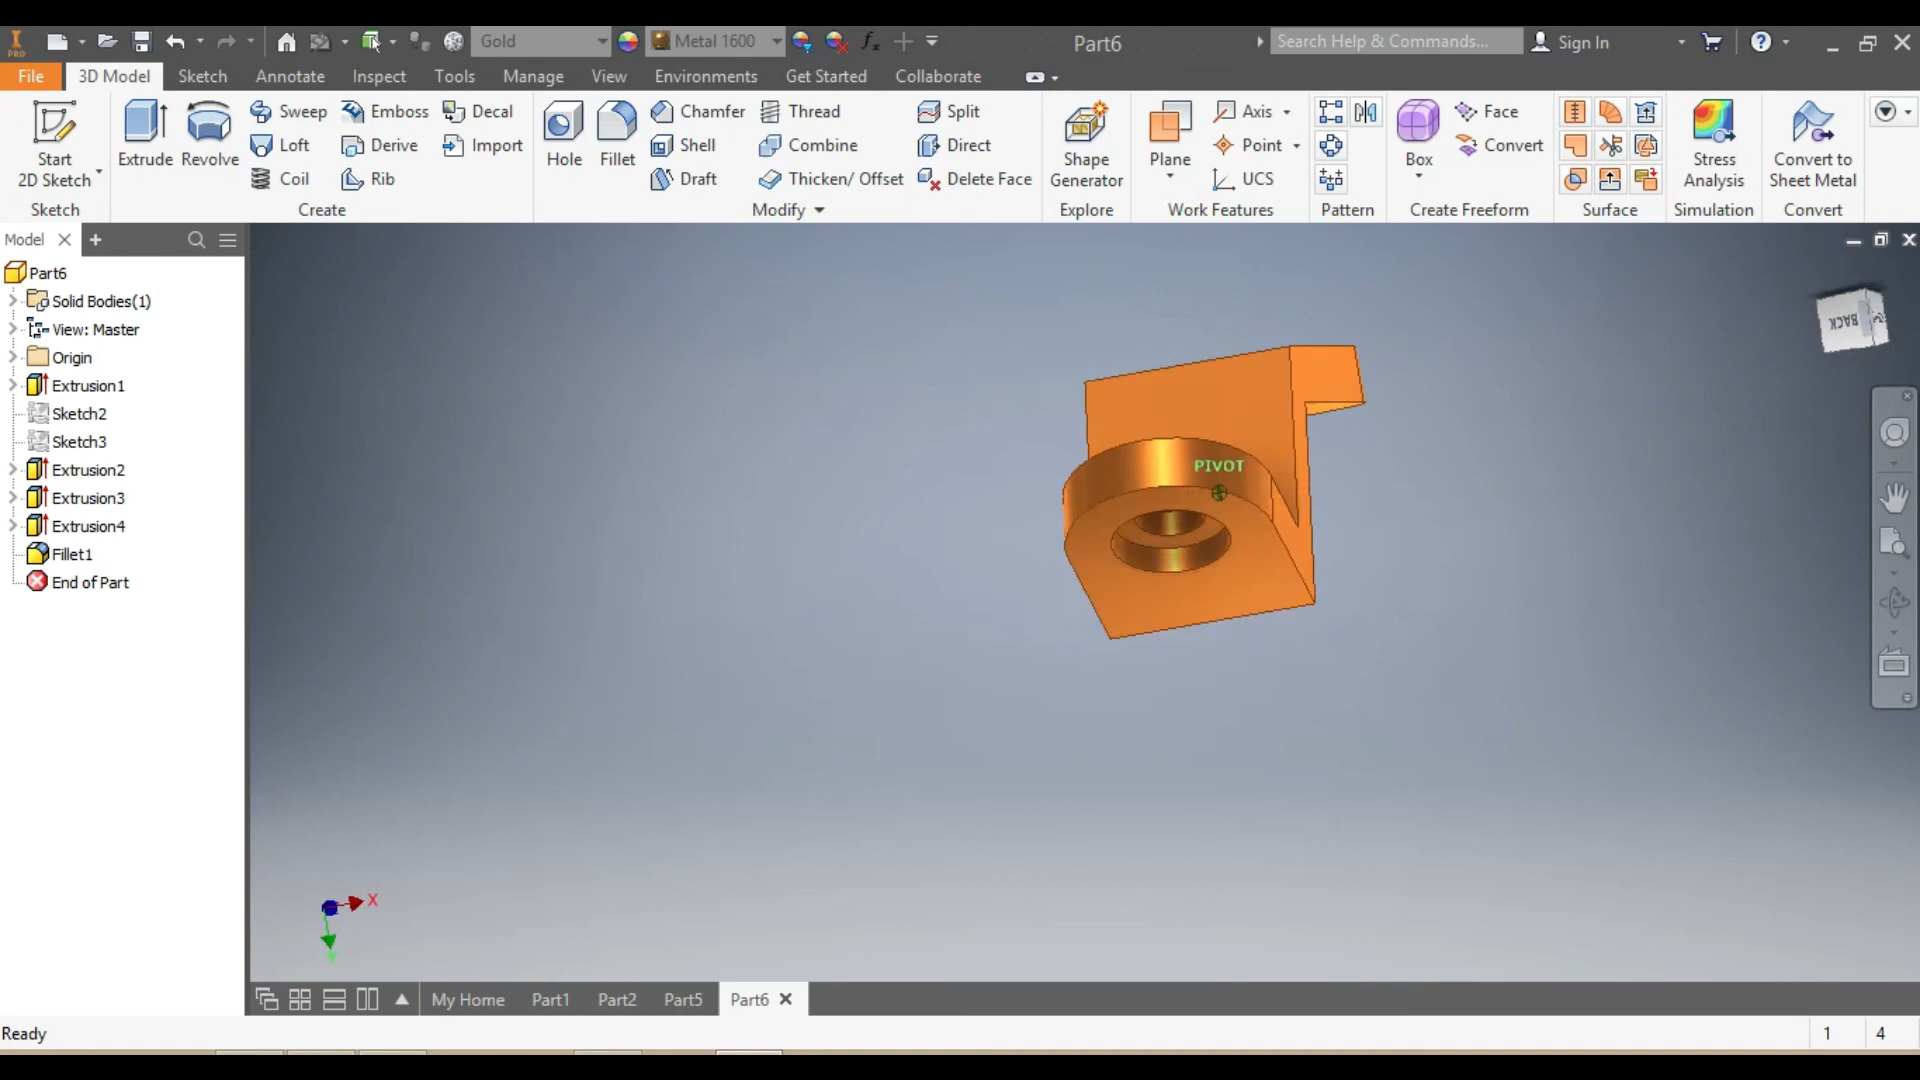 PRO
Gold
Metal 1600
fx
Part6
Search Help & Commands...
Sign In
File
3D Model
Sketch
Annotate
Inspect
Tools
Manage
View
Environments
Get Started
Collaborate
Start
2D Sketch
Extrude
Revolve
Sweep
Loft
Coil
Emboss
Derive
Rib
Decal
Import
Hole
Fillet
Chamfer
Shell
Draft
Thread
Combine
Thicken/ Offset
Split
Direct
Delete Face
Shape
Generator
Plane
Axis
Point
UCS
Box
Face
Convert
Stress
Analysis
Convert to
Sheet Metal
Sketch
Create
Modify
Explore
Work Features
Pattern
Create Freeform
Surface
Simulation
Convert
Model
Part6
Solid Bodies(1)
View: Master
Origin
Extrusion1
Sketch2
Sketch3
Extrusion2
Extrusion3
Extrusion4
Fillet1
End of Part
BACK
PIVOT
X
Y
My Home
Part1
Part2
Part5
Part6
Ready
1
4